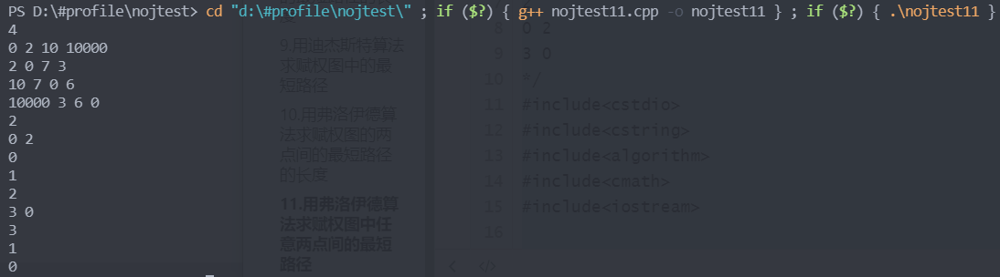 PS D:\#profile\nojtest> cd "d:\#profile\nojtest\" ; if ($?) { g++ nojtest11.cpp -o nojtest11 } ; if ($?) { .\nojtest11 }
4
0 2 10 10000
2 0 7 3
10 7 0 6
10000 3 6 0
2
0 2
0
1
2
3 0
3
1
0
9.用迪杰斯特算法
求赋权图中的最
短路径
10.用弗洛伊德算
法求赋权图的两
点间的最短路径
的长度
11.用弗洛伊德算
法求赋权图中任
意两点间的最短
路径
8 0 2
9 3 0
10 */
11 #include<cstdio>
12 #include<cstring>
13 #include<algorithm>
14 #include<cmath>
15 #include<iostream>
16